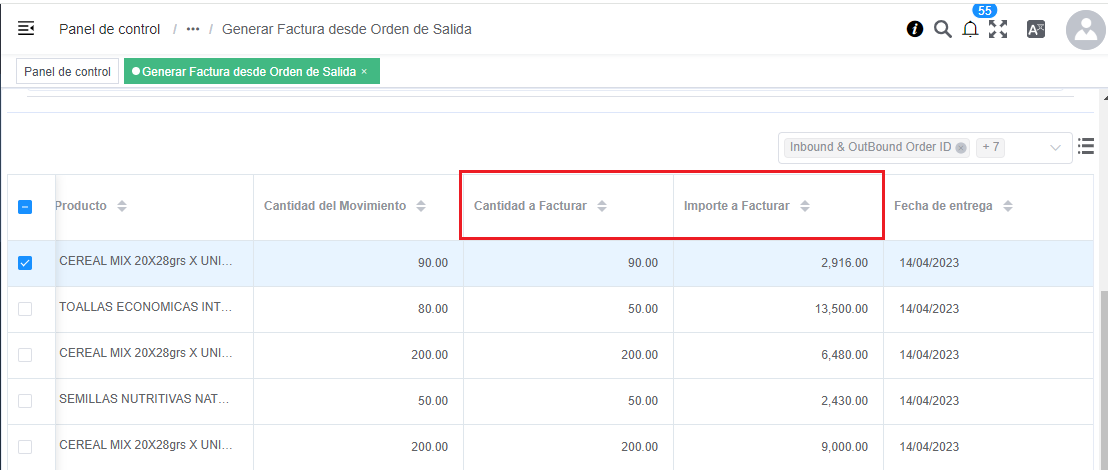 55
Panel de control / ••• / Generar Factura desde Orden de Salida
Panel de control Generar Factura desde Orden de Salida ×
Inbound & OutBound Order ID + 7
Producto Cantidad del Movimiento Cantidad a Facturar Importe a Facturar Fecha de entrega
CEREAL MIX 20X28grs X UNI... 90.00 90.00 2,916.00 14/04/2023
TOALLAS ECONOMICAS INT... 80.00 50.00 13,500.00 14/04/2023
CEREAL MIX 20X28grs X UNI... 200.00 200.00 6,480.00 14/04/2023
SEMILLAS NUTRITIVAS NAT... 50.00 50.00 2,430.00 14/04/2023
CEREAL MIX 20X28grs X UNI... 200.00 200.00 9,000.00 14/04/2023